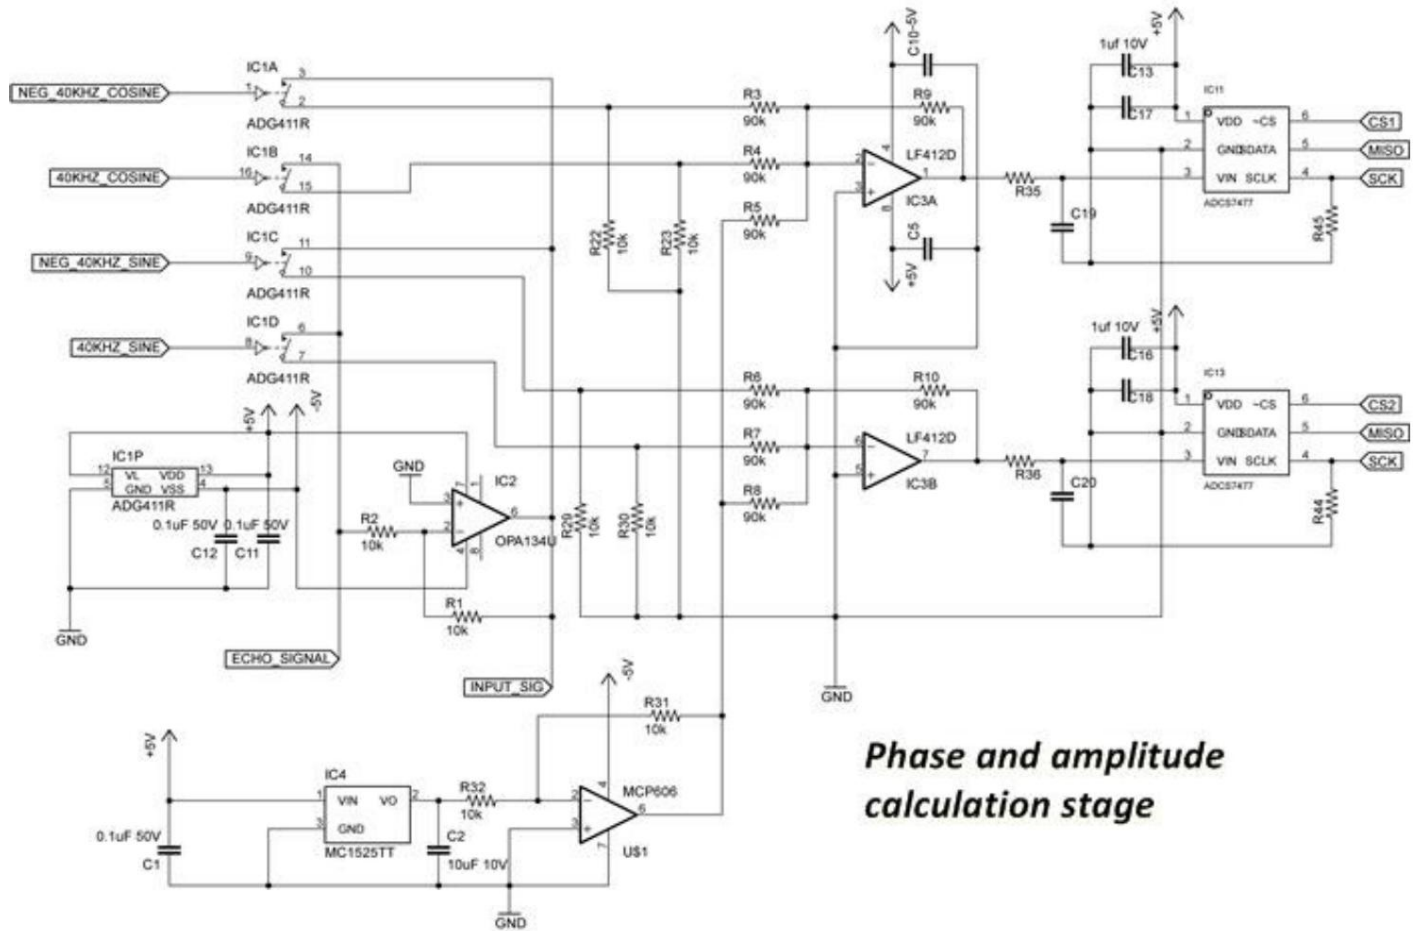 IC1A
NEG_40KHZ_COSINE
1
3
2
ADG411R
IC1B
40KHZ_COSINE
16
14
15
ADG411R
IC1C
NEG_40KHZ_SINE
9
11
10
ADG411R
IC1D
40KHZ_SINE
8
6
7
ADG411R
R3
90k
R4
90k
R5
90k
R9
90k
C10
-5V
R22
10k
R23
10k
4
2
3
8
1
LF412D
IC3A
C5
+5V
R35
C19
+5V
1uf 10V
C13
C17
IC11
1
2
3
VDD
~CS
GND
SDATA
VIN
SCLK
6
5
4
ADCS7477
CS1
MISO
SCK
R45
R6
90k
R7
90k
R8
90k
R10
90k
6
5
7
LF412D
IC3B
R36
C20
+5V
1uf 10V
C16
C18
IC13
1
2
3
VDD
~CS
GND
SDATA
VIN
SCLK
6
5
4
ADCS7477
CS2
MISO
SCK
R44
+5V
-5V
IC1P
12
5
VL
VDD
GND
VSS
13
4
ADG411R
0.1uF 50V
0.1uF 50V
C12
C11
GND
GND
R2
10k
IC2
7
1
3
2
4
8
6
OPA134U
R1
10k
R29
10k
R30
10k
ECHO_SIGNAL
INPUT_SIG
GND
-5V
R31
10k
+5V
IC4
1
VIN
VO
2
3
GND
MC1525TT
0.1uF 50V
C1
R32
10k
C2
10uF 10V
4
2
3
7
6
MCP606
U$1
GND
Phase and amplitude
calculation stage